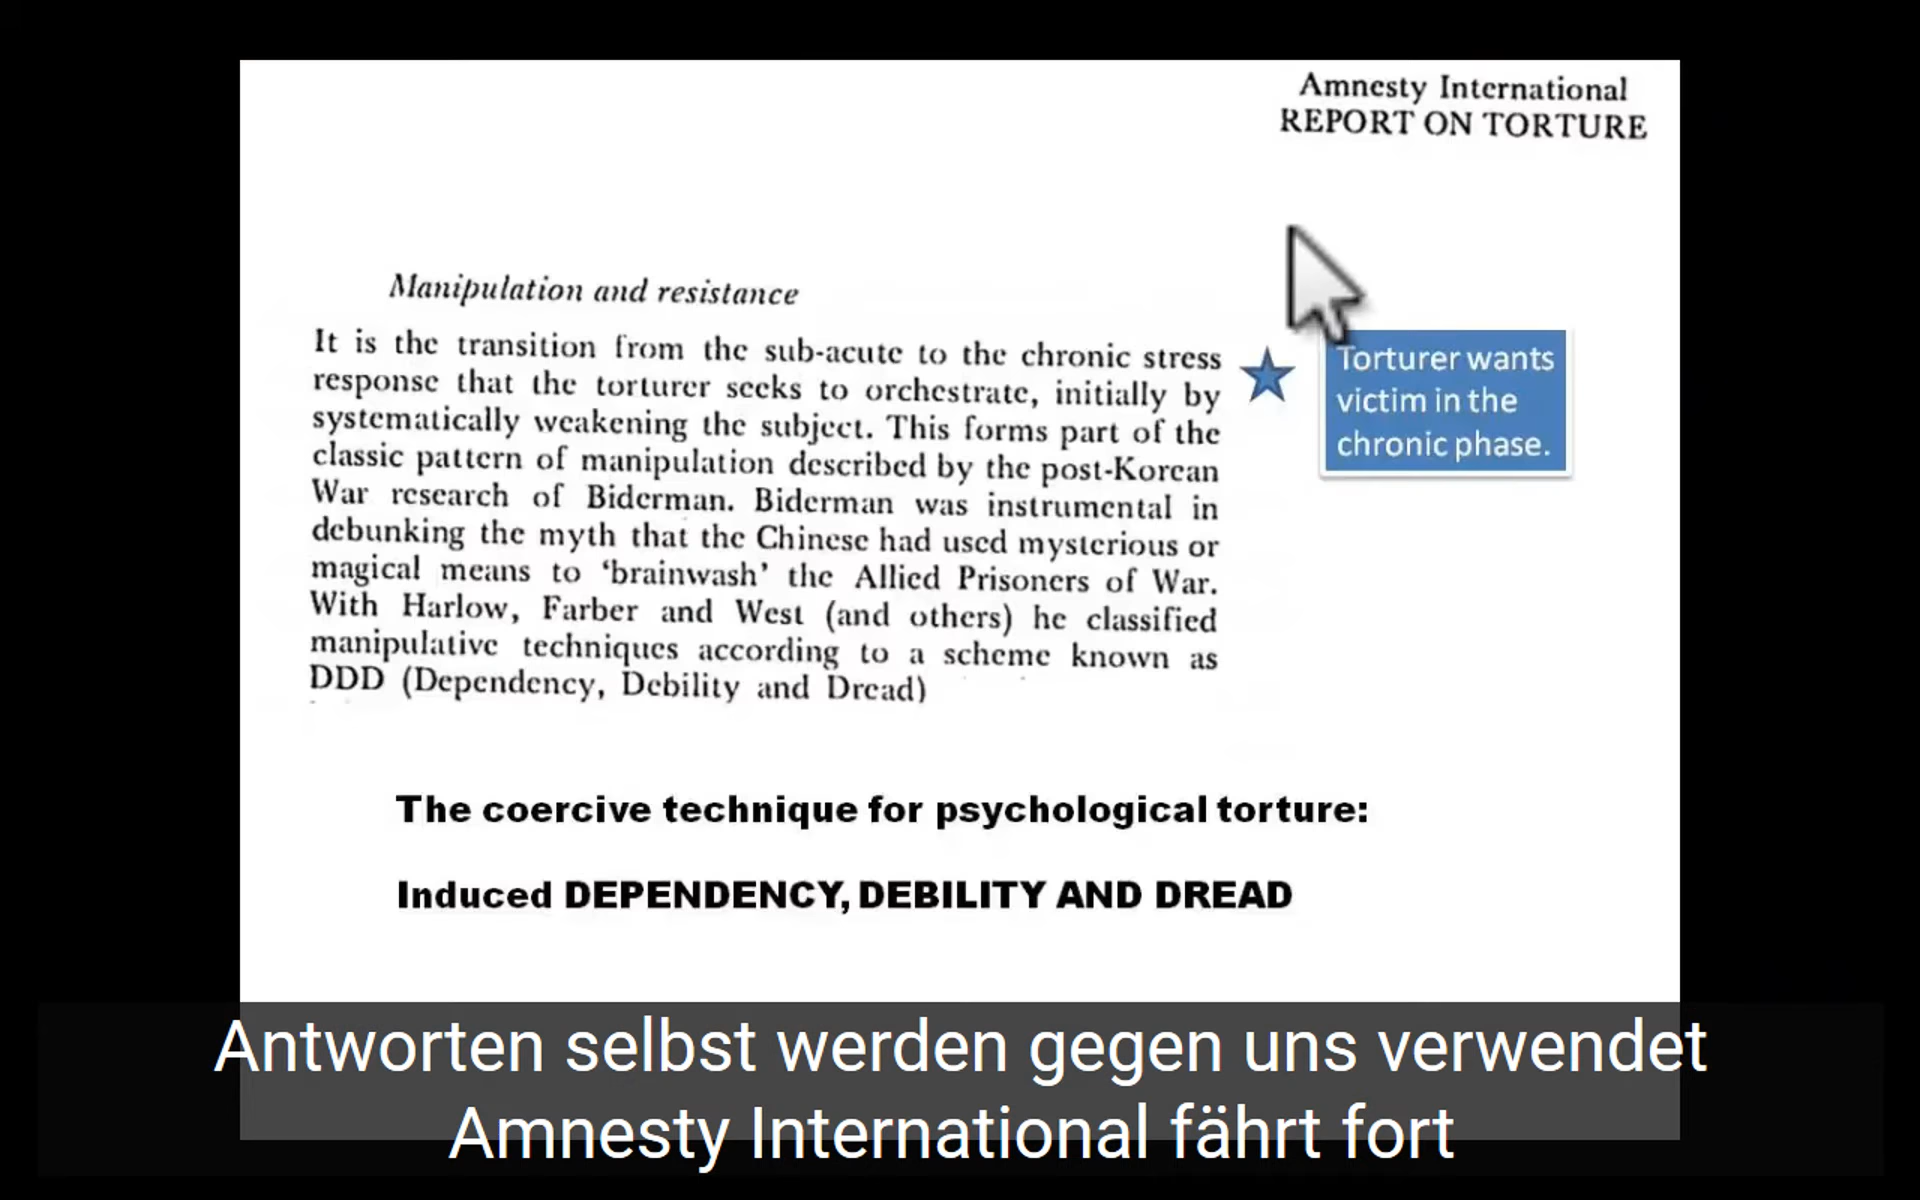 Amnesty International
REPORT ON TORTURE
Manipulation and resistance
It is the transition from the sub-acute to the chronic stress
response that the torturer seeks to orchestrate, initially by
systematically weakening the subject. This forms part of the
classic pattern of manipulation described by the post-Korean
War research of Biderman. Biderman was instrumental in
debunking the myth that the Chinese had used mysterious or
magical means to ‘brainwash’ the Allied Prisoners of War.
With Harlow, Farber and West (and others) he classified
manipulative techniques according to a scheme known as
DDD (Dependency, Debility and Dread)
Torturer wants
victim in the
chronic phase.
The coercive technique for psychological torture:
Induced DEPENDENCY, DEBILITY AND DREAD
Antworten selbst werden gegen uns verwendet
Amnesty International fährt fort